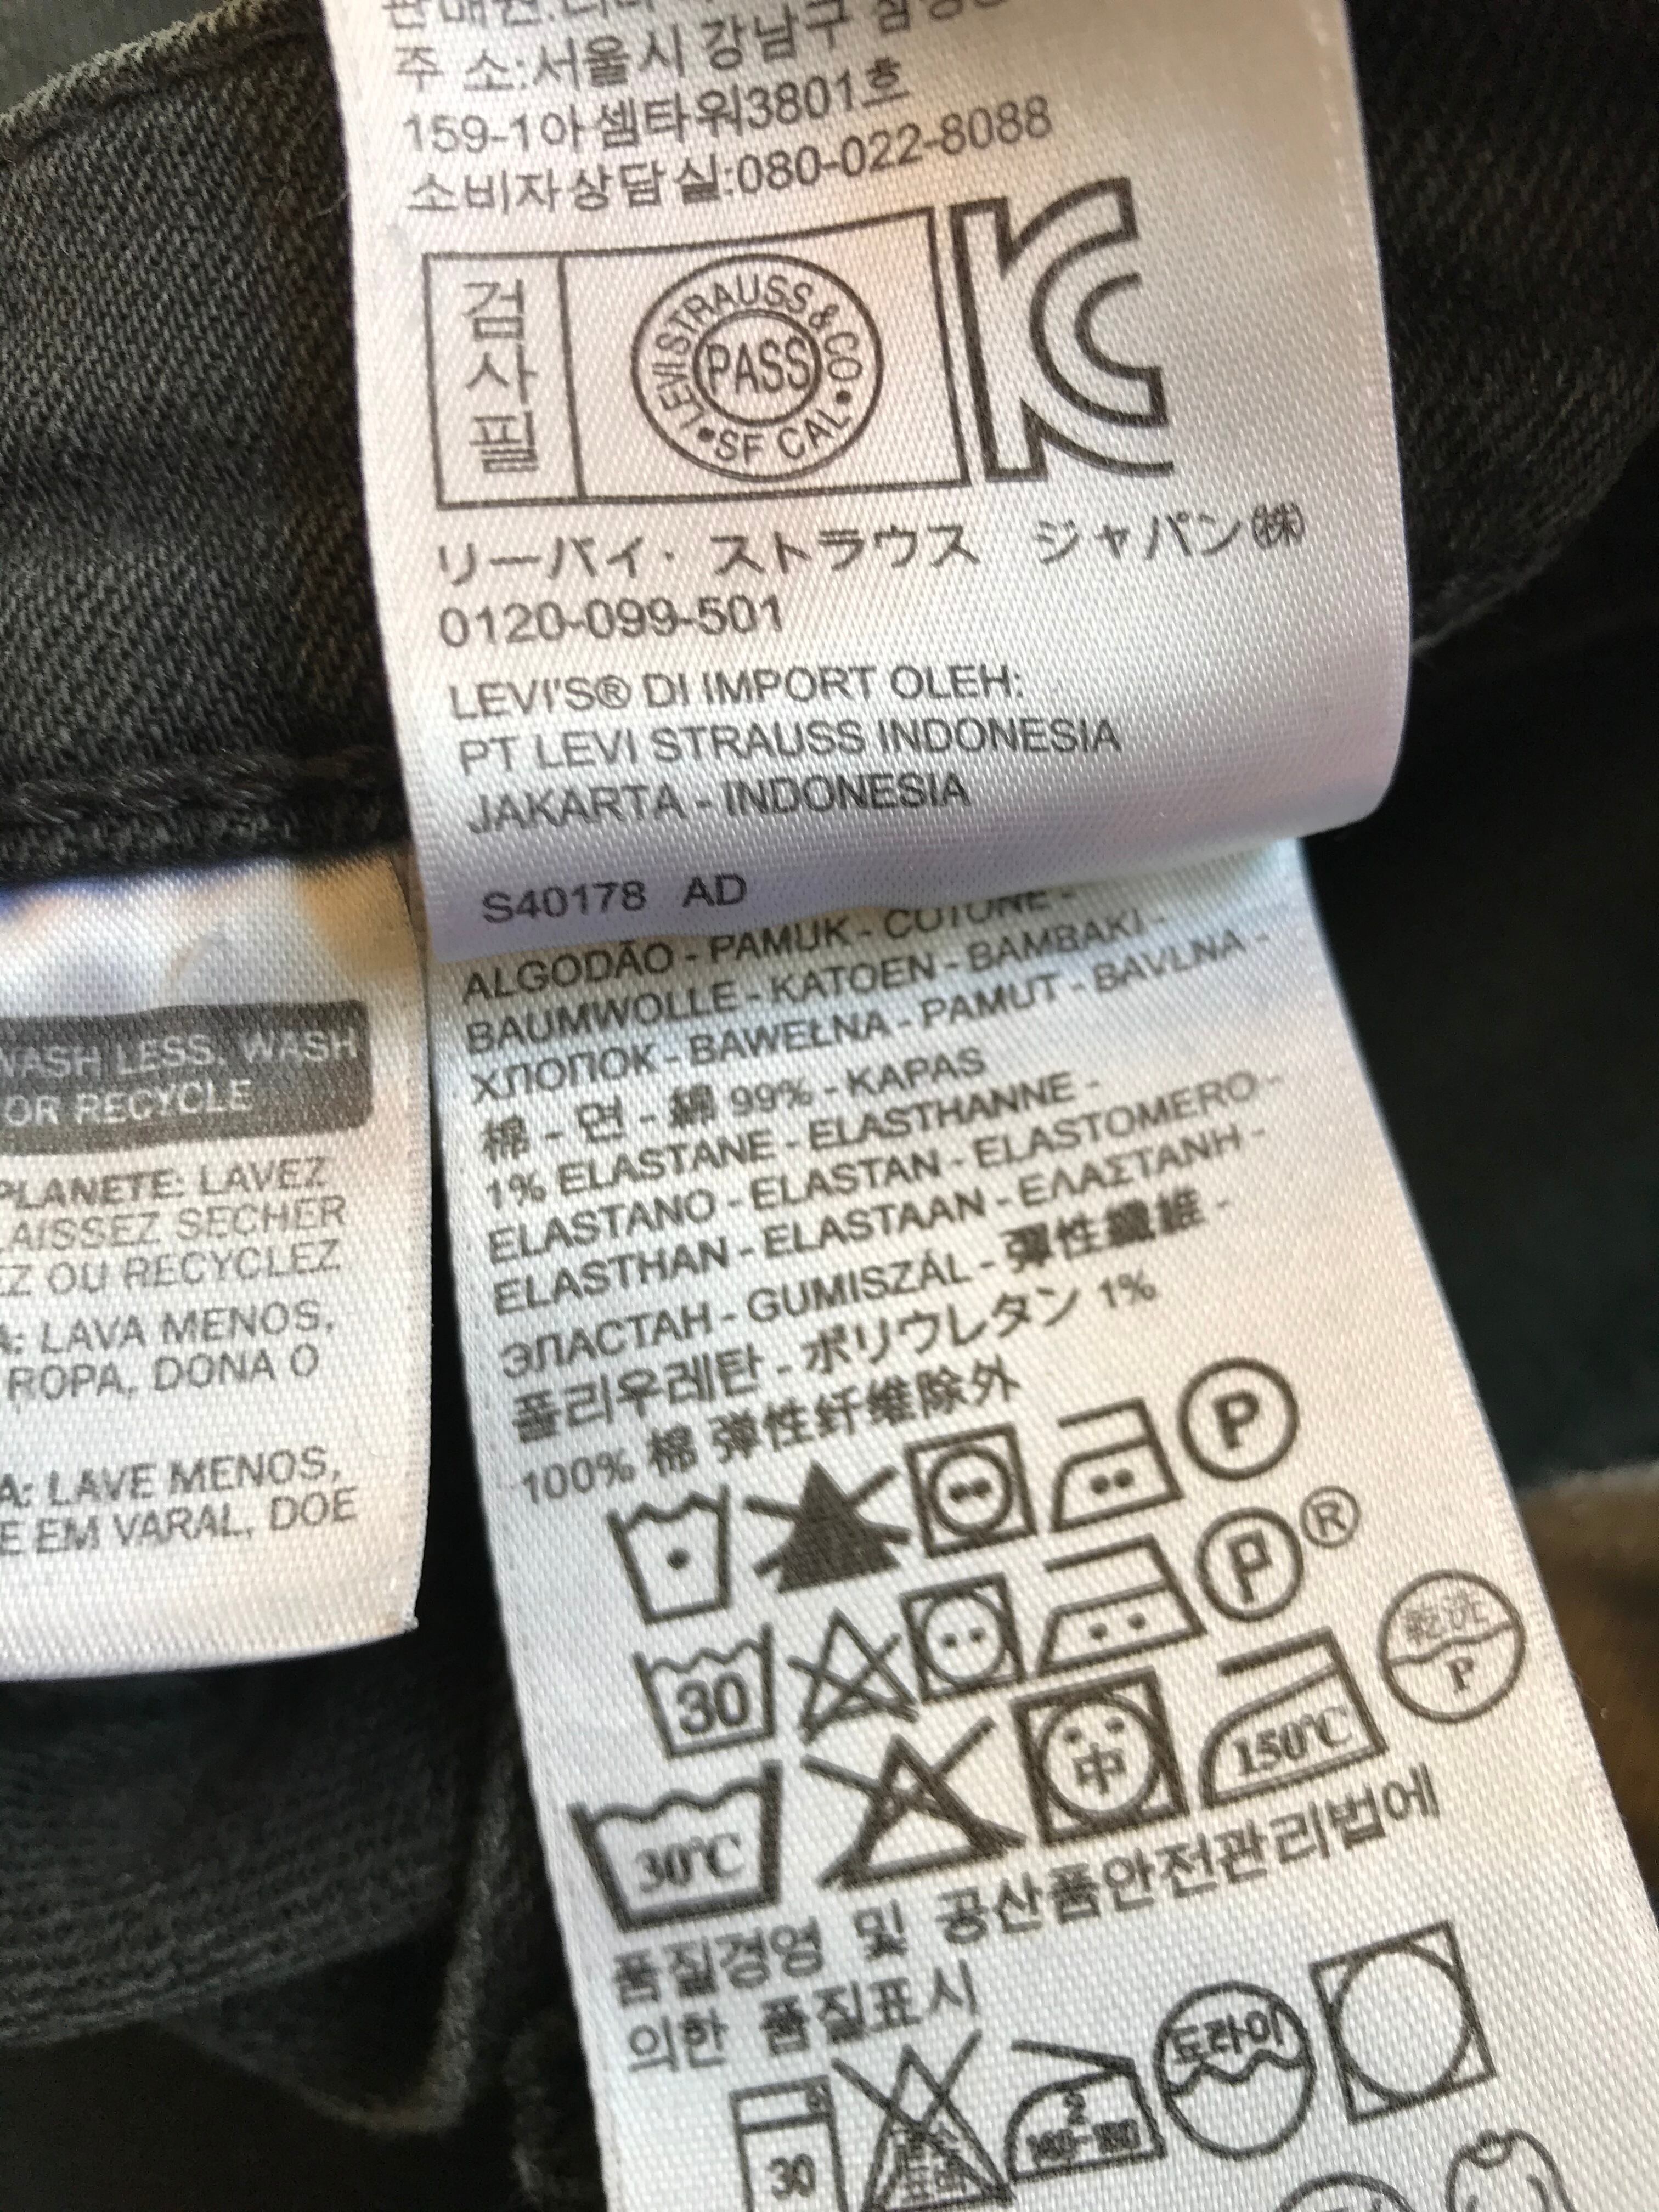 주 소:서울시 강남구
159-1아셈타워3801호
소비자상담실:080-022-8088
검사필
LEVI STRAUSS & CO
PASS
SF CAL
リーバイ・ストラウス ジャパン㈱
0120-099-501
LEVI'S® DI IMPORT OLEH:
PT LEVI STRAUSS INDONESIA
JAKARTA - INDONESIA
S40178 AD
ALGODÃO - PAMUK - COTONE -
BAUMWOLLE - KATOEN - BAMBAKI -
ХЛОПОК - BAWEŁNA - PAMUT - BAVLNA -
棉 - 면 - 綿 99% - KAPAS
1% ELASTANE - ELASTHANNE -
ELASTANO - ELASTAN - ELASTOMERO -
ELASTHAN - ELASTAAN - ΕΛΑΣΤΑΝΗ -
ЭЛАСТАН - GUMISZÁL - 彈性纖維 -
폴리우레탄 - ポリウレタン 1%
100% 棉 弹性纤维除外
P
30 P ®
30℃ 中 150℃ 乾洗 P
품질경영 및 공산품안전관리법에
의한 품질표시
30 2 드라이
WASH LESS, WASH
OR RECYCLE
PLANETE: LAVEZ
LAISSEZ SECHER
EZ OU RECYCLEZ
A: LAVA MENOS,
ROPA, DONA O
A: LAVE MENOS,
E EM VARAL, DOE